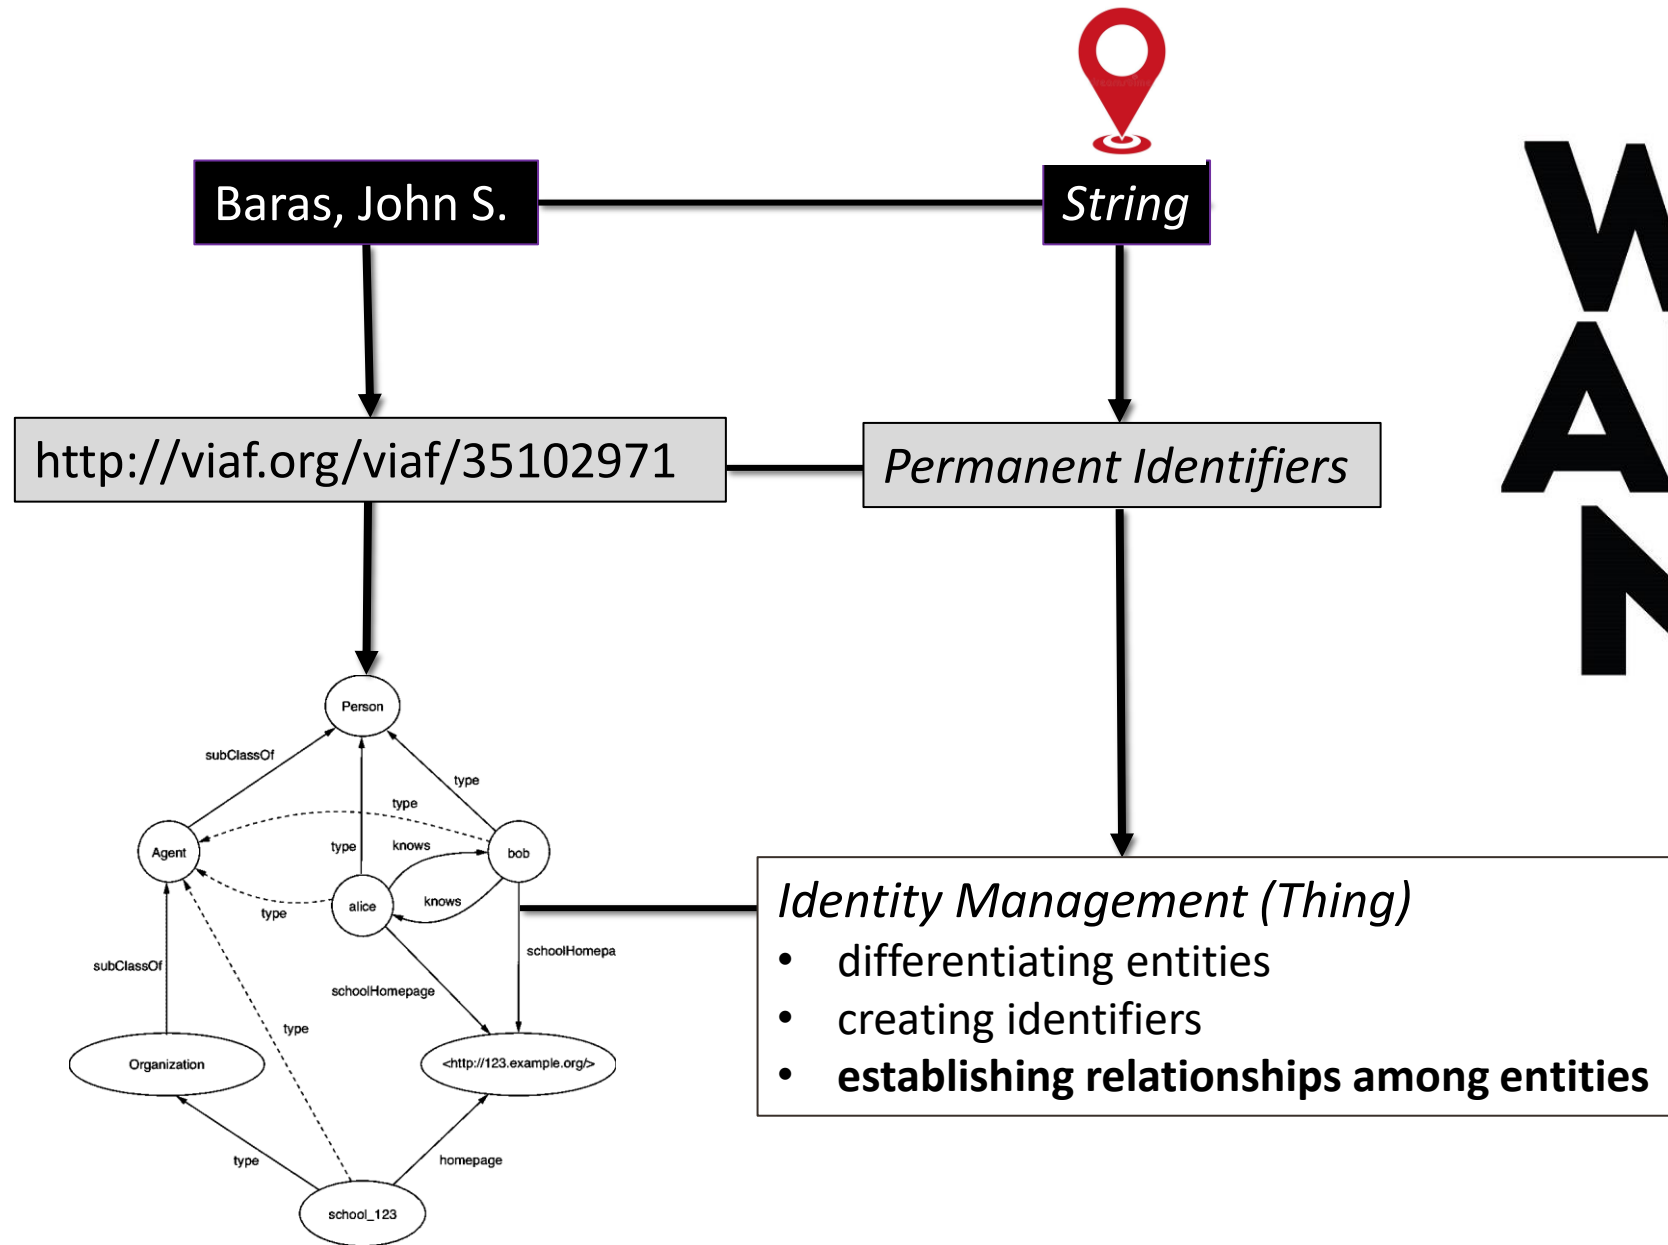 Baras, John S.
String
W
A
N
http://viaf.org/viaf/35102971
Permanent Identifiers
Person
subClassOf
type
type
Agent
type
knows
bob
alice
knows
type
subClassOf
schoolHomepa
schoolHomepage
type
Organization
<http://123.example.org/>
type
homepage
school_123
Identity Management (Thing)
• differentiating entities
• creating identifiers
• establishing relationships among entities